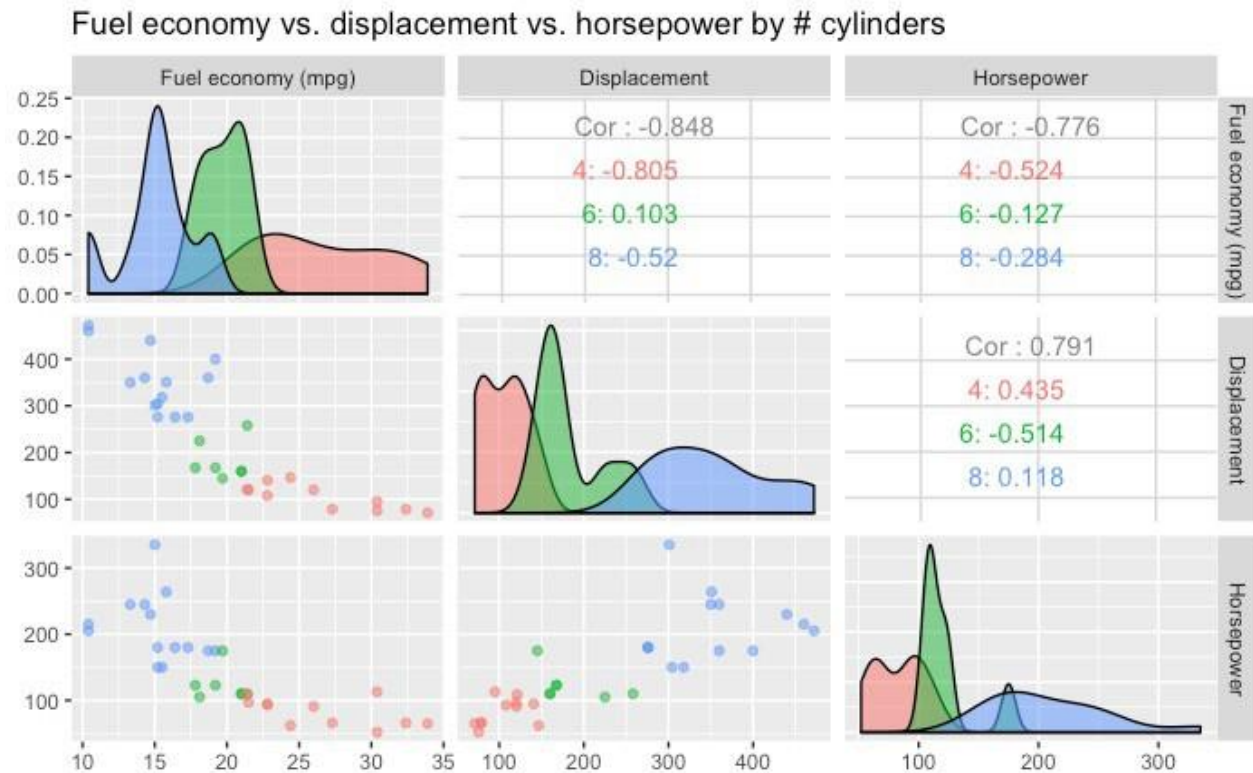 Fuel economy vs. displacement vs. horsepower by # cylinders
Fuel economy (mpg) Displacement Horsepower
0.25
0.20
0.15
0.10
0.05
0.00
Cor : -0.848
4: -0.805
6: 0.103
8: -0.52
Cor : -0.776
4: -0.524
6: -0.127
8: -0.284
Fuel economy (mpg)
400
300
200
100
Cor : 0.791
4: 0.435
6: -0.514
8: 0.118
Displacement
300
200
100
Horsepower
10 15 20 25 30 35 100 200 300 400 100 200 300